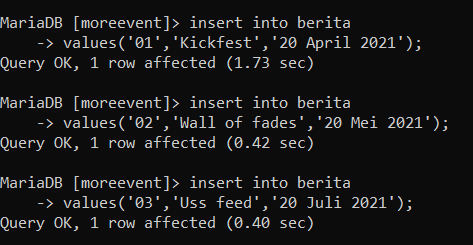 MariaDB [moreevent]> insert into berita
-> values('01','Kickfest','20 April 2021');
Query OK, 1 row affected (1.73 sec)
MariaDB [moreevent]> insert into berita
-> values('02','Wall of fades','20 Mei 2021');
Query OK, 1 row affected (0.42 sec)
MariaDB [moreevent]> insert into berita
-> values('03','Uss feed','20 Juli 2021');
Query OK, 1 row affected (0.40 sec)